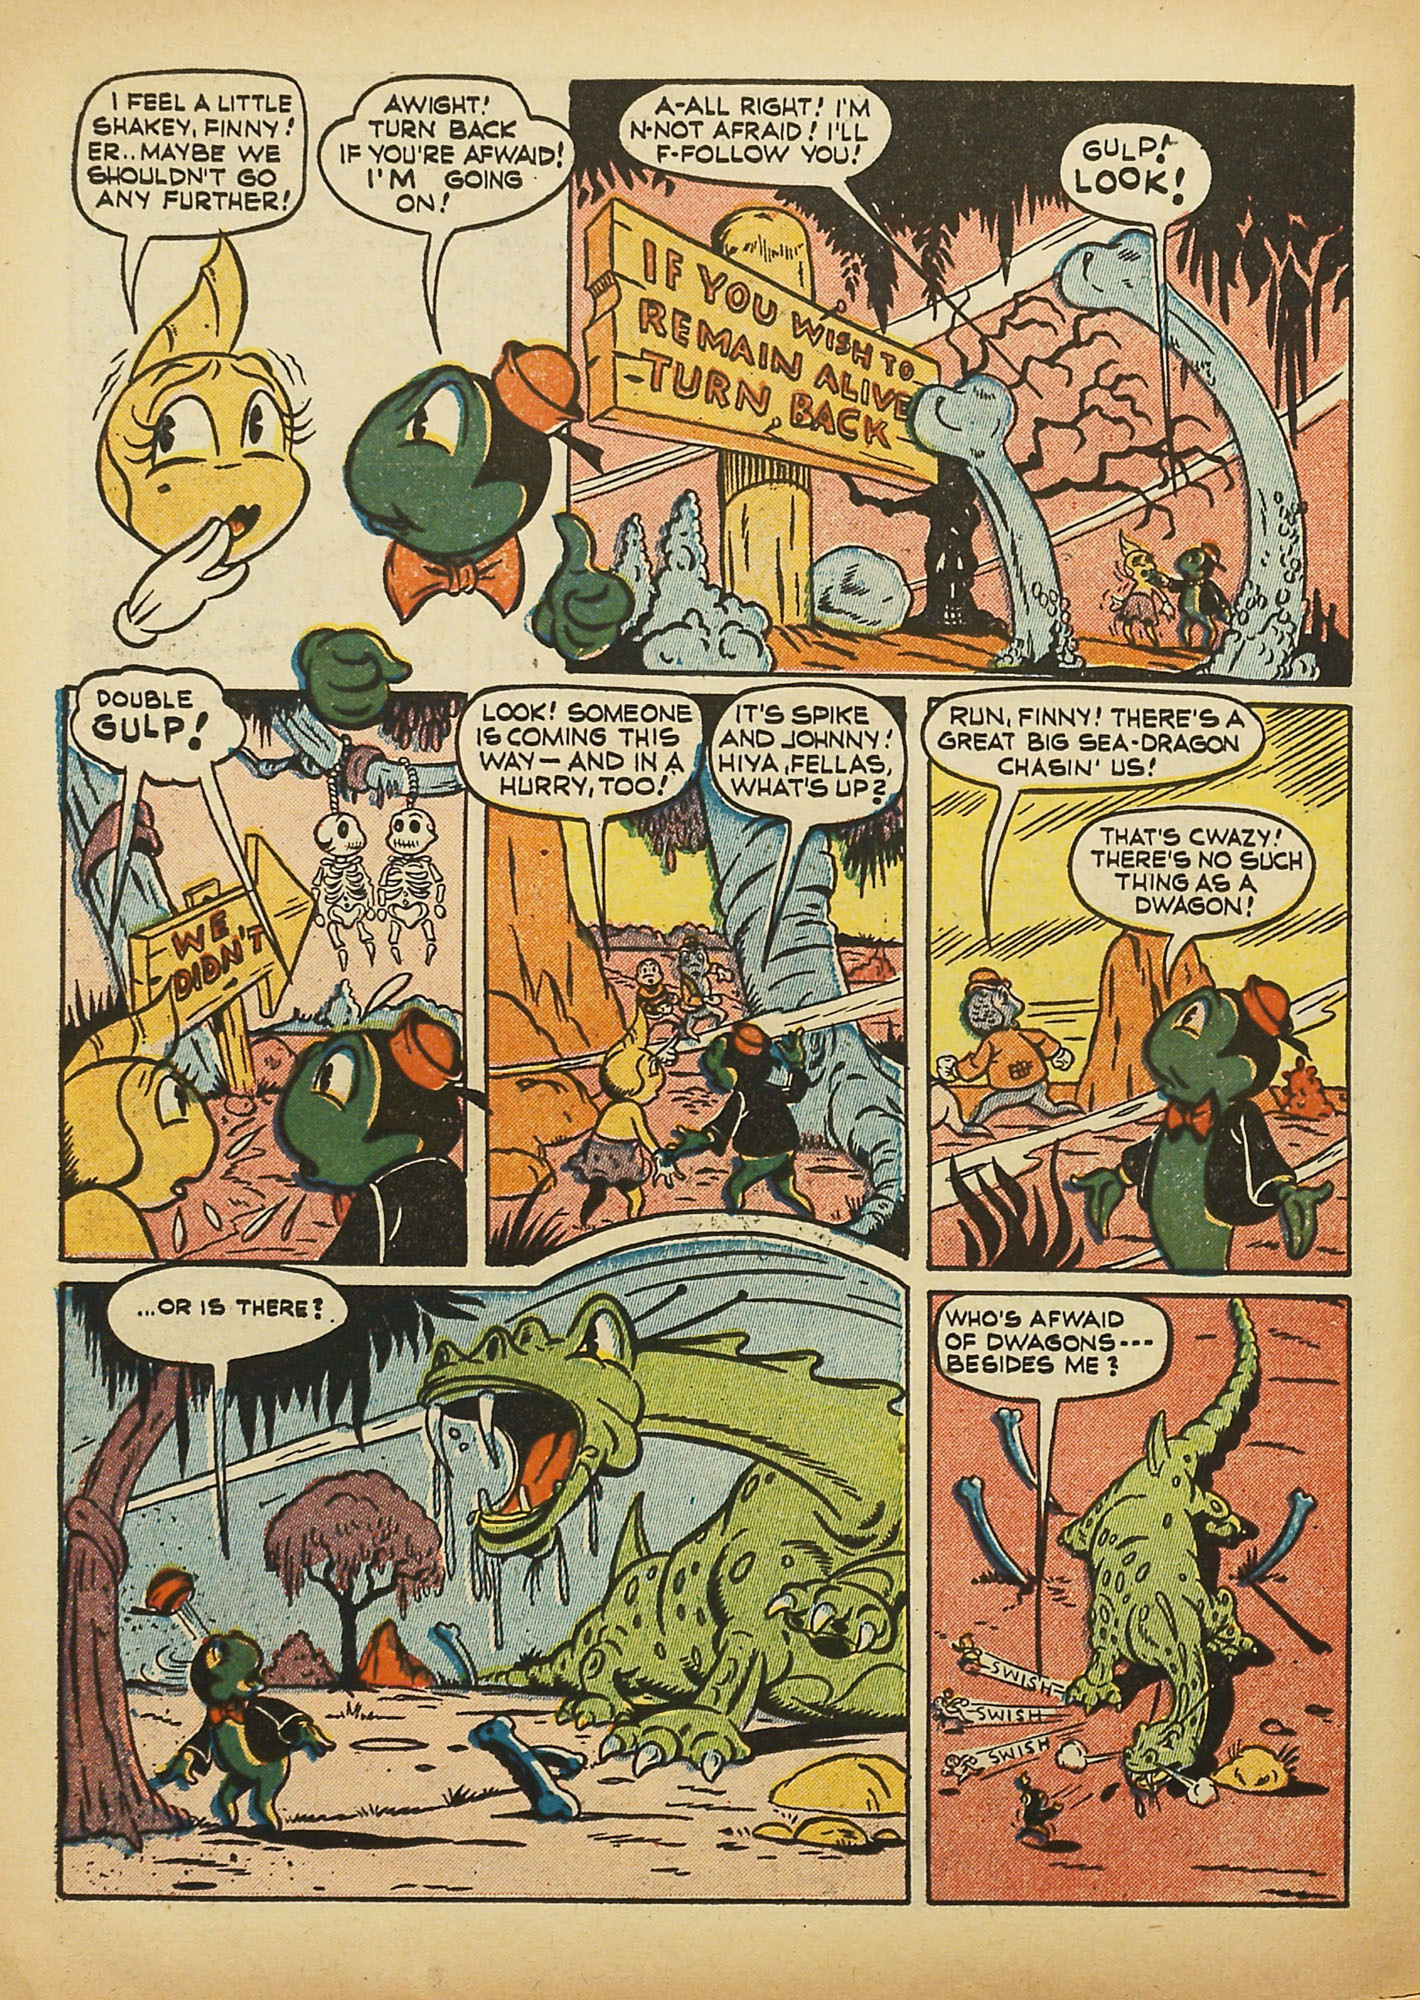 I FEEL A LITTLE
SHAKEY, FINNY!
ER.. MAYBE WE
SHOULDN'T GO
ANY FURTHER!
AWIGHT!
TURN BACK
IF YOU'RE AFWAID!
I'M GOING
ON!
A-ALL RIGHT! I'M
N-NOT AFRAID! I'LL
F-FOLLOW YOU!
GULP!
LOOK!
IF YOU WISH TO
REMAIN ALIVE
-TURN BACK
DOUBLE
GULP!
WE
DIDN'T
LOOK! SOMEONE
IS COMING THIS
WAY — AND IN A
HURRY, TOO!
IT'S SPIKE
AND JOHNNY!
HIYA, FELLAS,
WHAT'S UP?
RUN, FINNY! THERE'S A
GREAT BIG SEA-DRAGON
CHASIN' US!
THAT'S CWAZY!
THERE'S NO SUCH
THING AS A
DWAGON!
...OR IS THERE?
WHO'S AFWAID
OF DWAGONS---
BESIDES ME?
SWISH
SWISH
SWISH